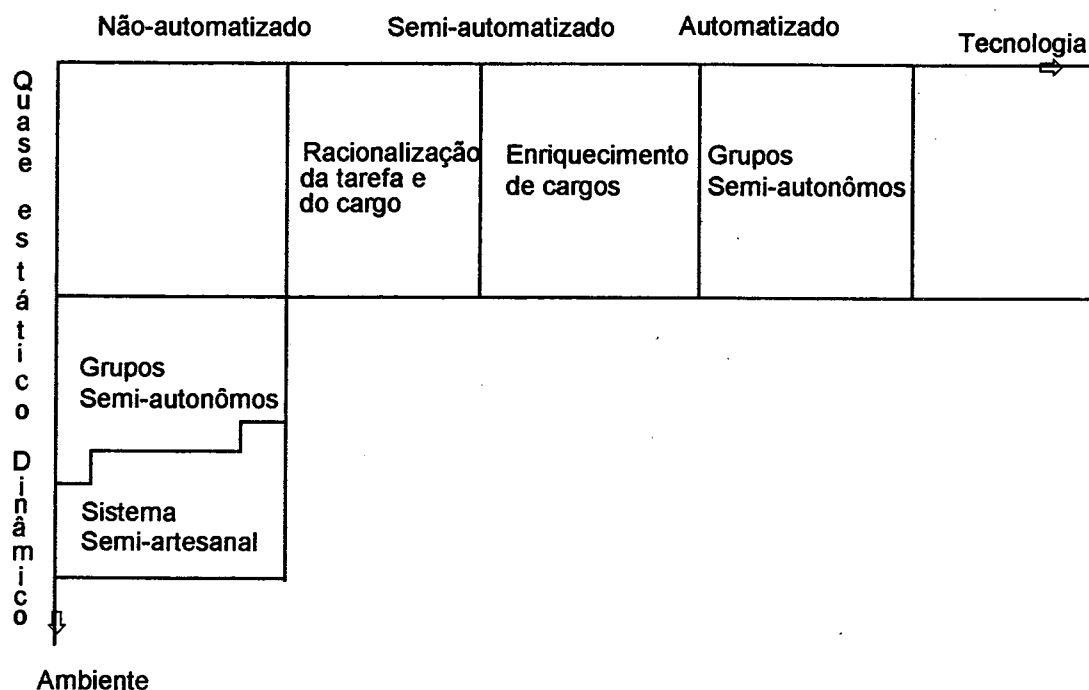 Não-automatizado Semi-automatizado Automatizado
Tecnologia
Quase estático
Racionalização
da tarefa e
do cargo
Enriquecimento
de cargos
Grupos
Semi-autonômos
Grupos
Semi-autonômos
Dinâmico
Sistema
Semi-artesanal
Ambiente